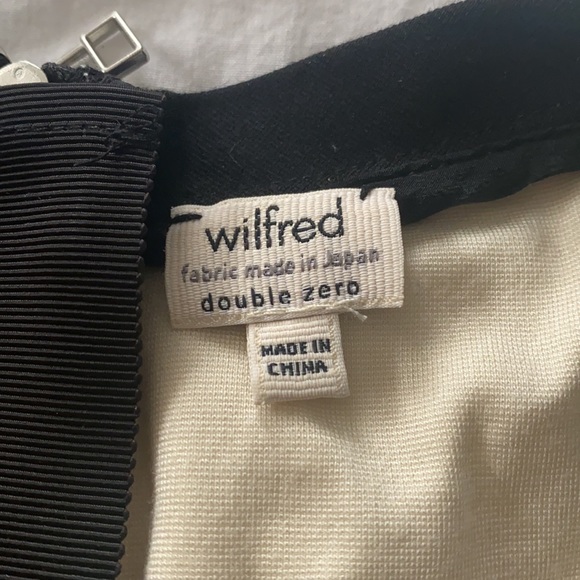 wilfred
fabric made in Japan
double zero
MADE IN
CHINA